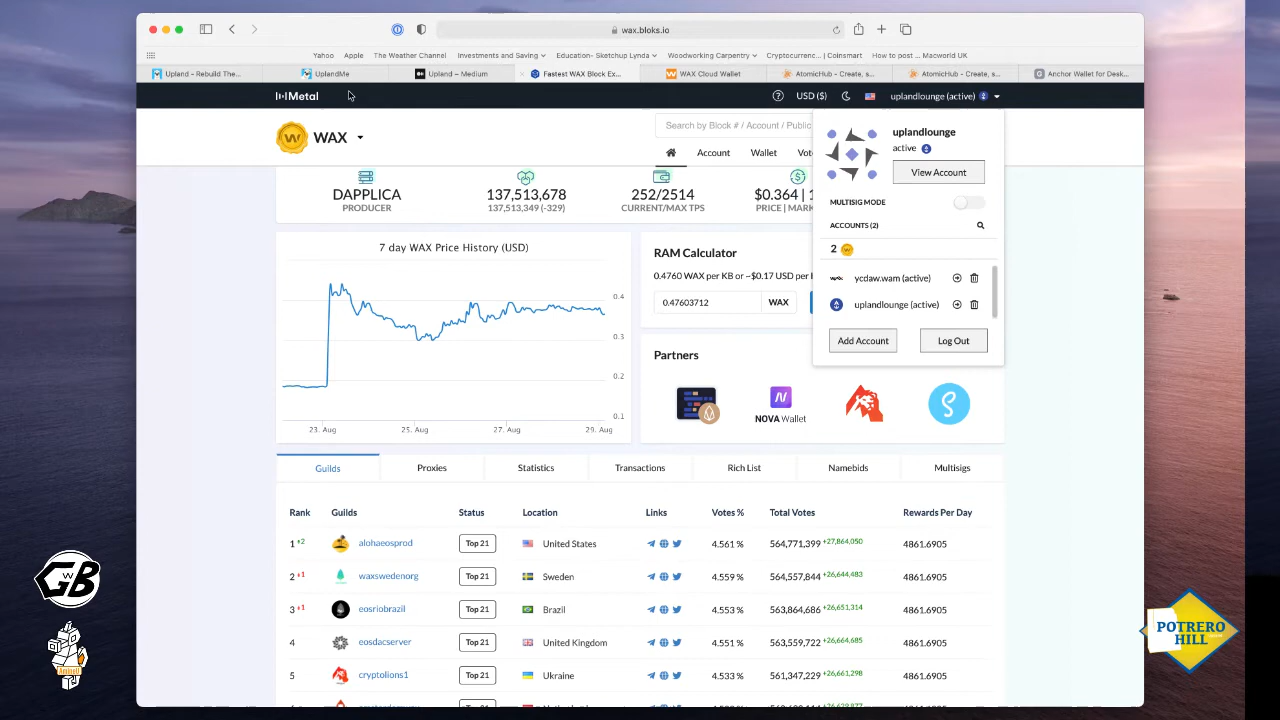 wax.bloks.io
Yahoo Apple The Weather Channel Investments and Saving Education- Sketchup Lynda Woodworking Carpentry Cryptocurrenc... | Coinsmart How to post ... Macworld UK
Upland - Rebuild The... UplandMe Upland – Medium Fastest WAX Block Ex... WAX Cloud Wallet AtomicHub - Create, s... AtomicHub - Create, s... Anchor Wallet for Desk...
Metal USD ($) uplandlounge (active)
WAX
Search by Block # / Account / Public
Account Wallet Vot
uplandlounge
active
View Account
MULTISIG MODE
ACCOUNTS (2)
2
ycdaw.wam (active)
uplandlounge (active)
Add Account Log Out
DAPPLICA 137,513,678 252/2514 $0.364 | 1
PRODUCER 137,513,349 (-329) CURRENT/MAX TPS PRICE | MARK
7 day WAX Price History (USD)
0.4
0.3
0.2
0.1
23. Aug 25. Aug 27. Aug 29. Aug
RAM Calculator
0.4760 WAX per KB or ~$0.17 USD per
0.47603712 WAX
Partners
NOVA Wallet
Guilds Proxies Statistics Transactions Rich List Namebids Multisigs
Rank Guilds Status Location Links Votes % Total Votes Rewards Per Day
1 +2 alohaeosprod Top 21 United States 4.561 % 564,771,399 +27,864,050 4861.6905
2 waxswedenorg Top 21 Sweden 4.559 % 564,557,844 +26,644,483 4861.6905
3 eosriobrazil Top 21 Brazil 4.553 % 563,864,686 +26,651,314 4861.6905
4 eosdacserver Top 21 United Kingdom 4.551 % 563,559,722 +26,664,685 4861.6905
5 cryptolions1 Top 21 Ukraine 4.533 % 561,347,229 +26,661,298 4861.6905
GB
POTRERO
HILL